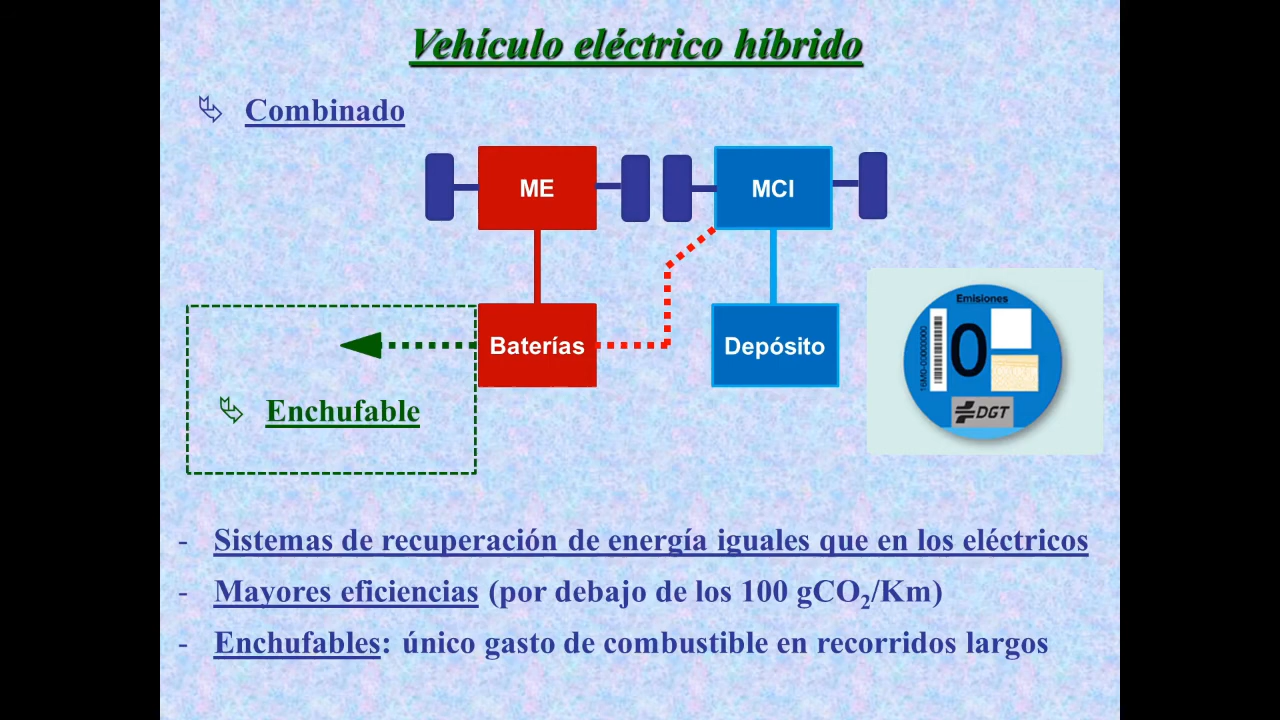 Vehículo eléctrico híbrido
Combinado
ME
MCI
Baterías
Depósito
Enchufable
Emisiones
0
16M0-00000000
DGT
- Sistemas de recuperación de energía iguales que en los eléctricos
- Mayores eficiencias (por debajo de los 100 gCO₂/Km)
- Enchufables: único gasto de combustible en recorridos largos